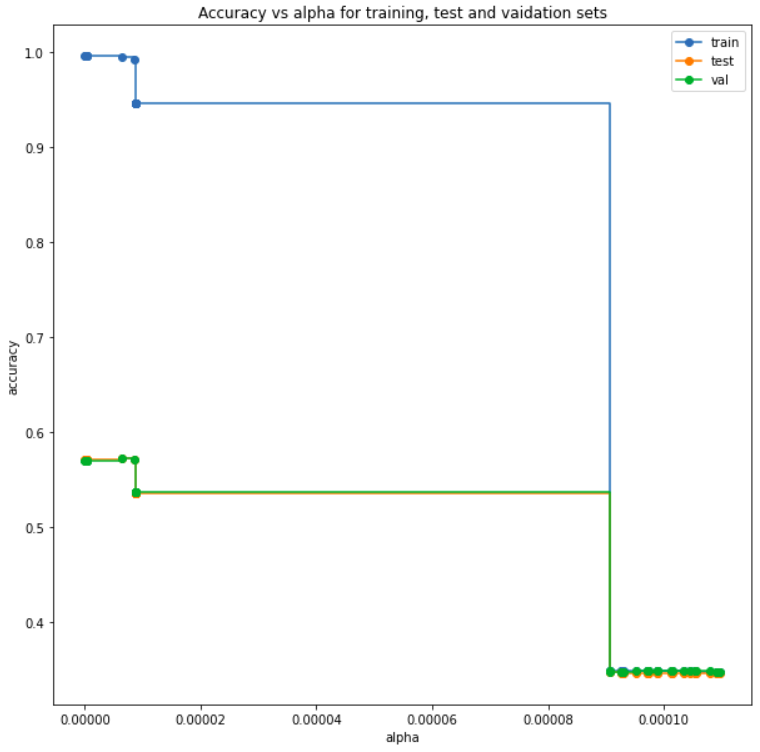 Accuracy vs alpha for training, test and vaidation sets
train
test
val
accuracy
1.0
0.9
0.8
0.7
0.6
0.5
0.4
0.00000
0.00002
0.00004
0.00006
0.00008
0.00010
alpha